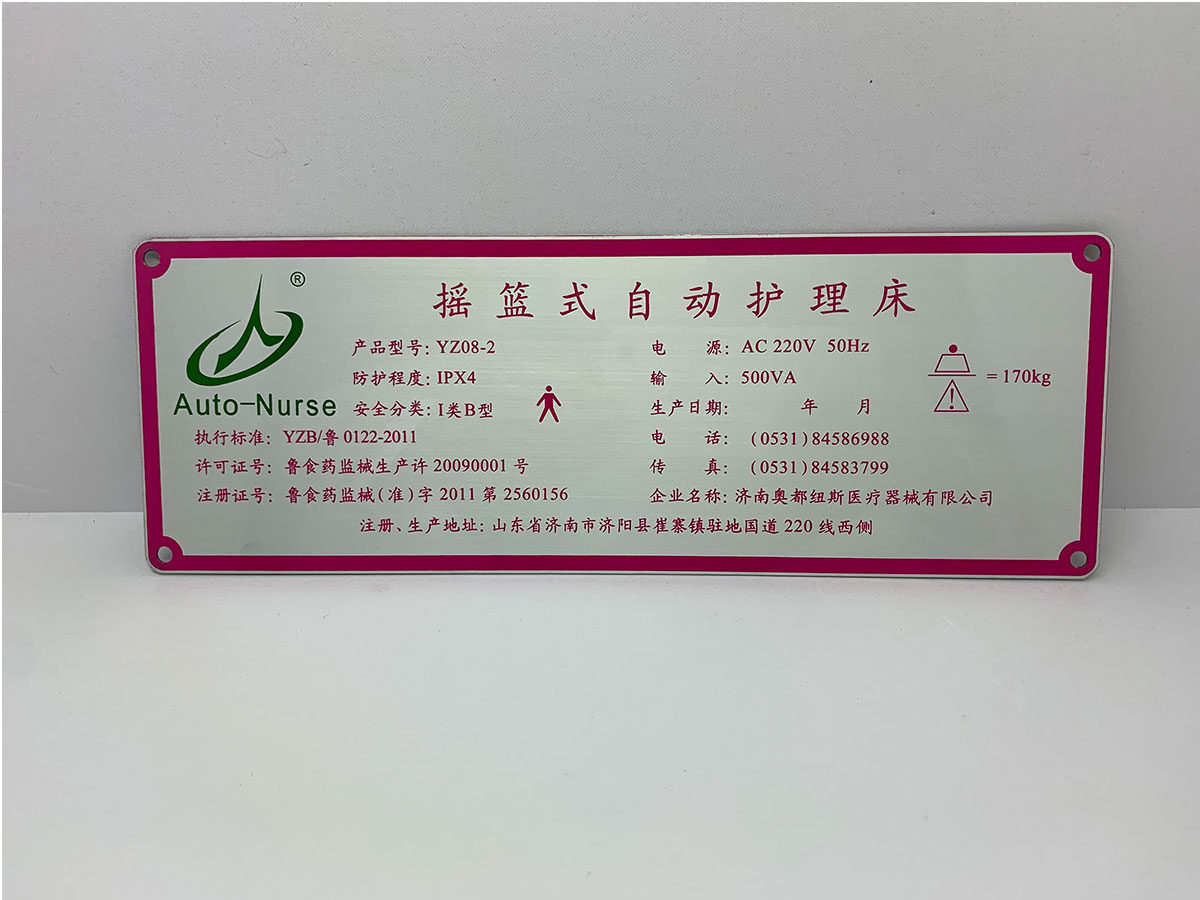 摇篮式自动护理床
®
Auto-Nurse
产品型号: YZ08-2
防护程度: IPX4
安全分类: I类B型
电 源: AC 220V 50Hz
输 入: 500VA
生产日期: 年 月
= 170kg
执行标准: YZB/鲁 0122-2011
许可证号: 鲁食药监械生产许 20090001 号
注册证号: 鲁食药监械(准)字 2011 第 2560156
电 话: (0531) 84586988
传 真: (0531) 84583799
企业名称: 济南奥都纽斯医疗器械有限公司
注册、生产地址: 山东省济南市济阳县崔寨镇驻地国道 220 线西侧